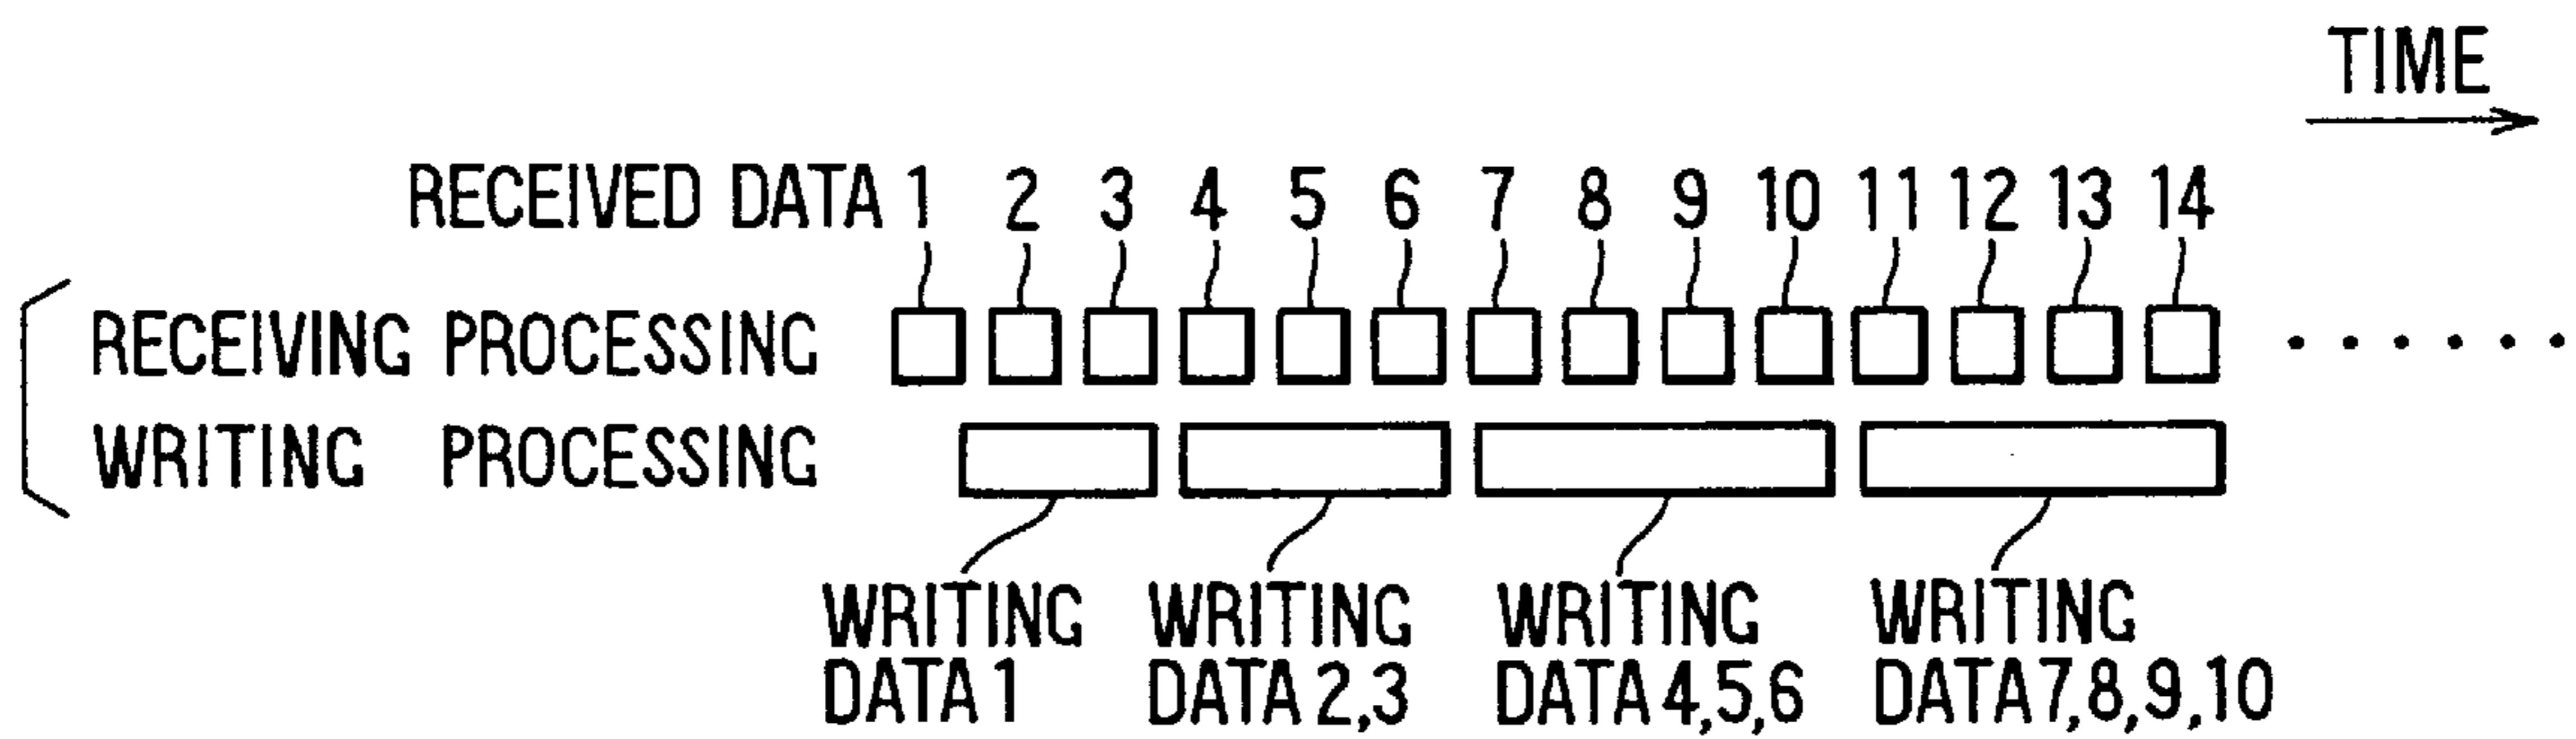 TIME
RECEIVED DATA 1 2 3 4 5 6 7 8 9 10 11 12 13 14
RECEIVING PROCESSING
WRITING PROCESSING
WRITING DATA 1
WRITING DATA 2,3
WRITING DATA 4,5,6
WRITING DATA 7,8,9,10